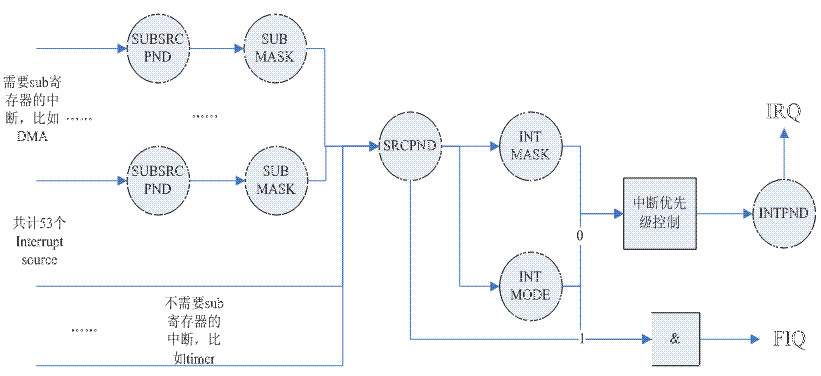 SUBSRC
PND
SUB
MASK
需要sub寄
存器的中
断，比如
DMA
......
......
SUBSRC
PND
SUB
MASK
SRCPND
INT
MASK
IRQ
共计53个
Interrupt
source
中断优先
级控制
INTPND
0
INT
MODE
不需要sub
寄存器的
中断，比
如timer
......
1
&
FIQ